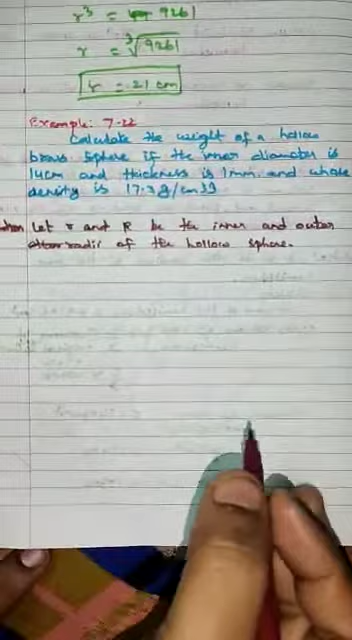 r³ = 9261
r = ³√9261
r = 21 cm
Example: 7-22
Calculate the weight of a hollow
brass sphere if the inner diameter is
14cm and thickness is 1mm and whose
density is 17.3g/cm3
Let r and R be the inner and outer
radii of the hollow sphere.